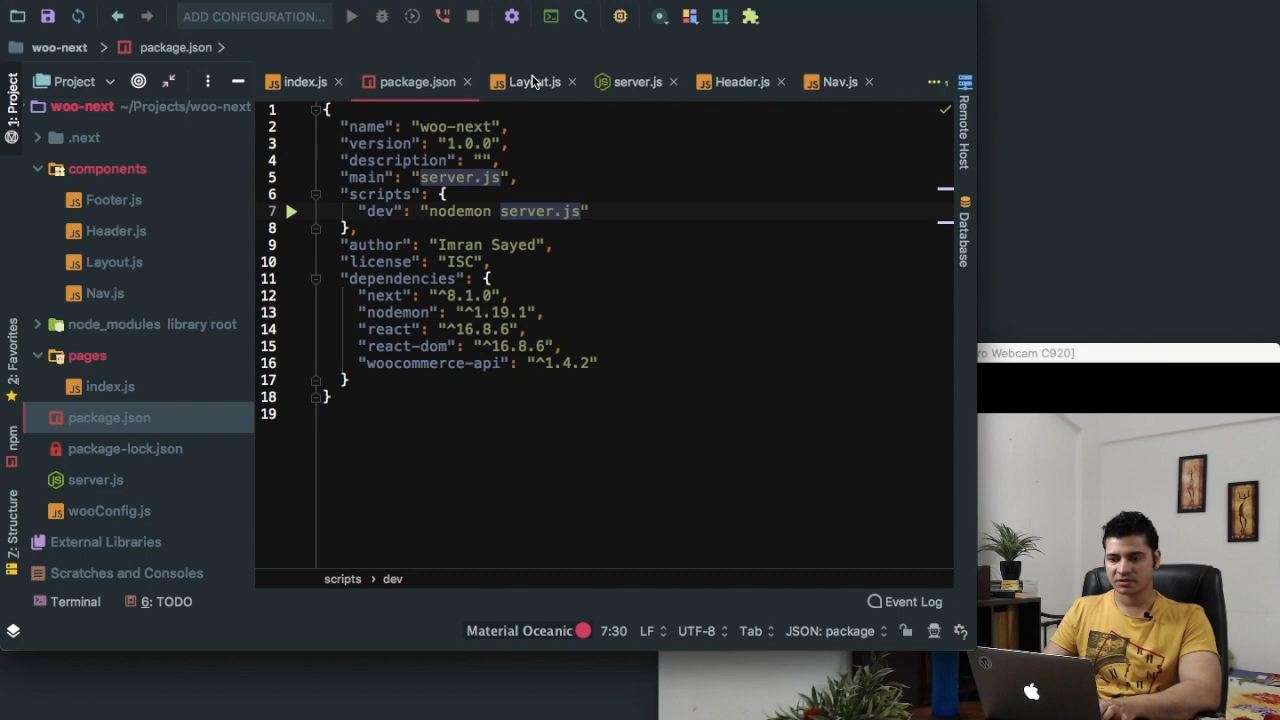 ADD CONFIGURATION...
woo-next
package.json
1: Project
Project
index.js
package.json
Layout.js
server.js
Header.js
Nav.js
1
woo-next ~/Projects/woo-next
.next
components
Footer.js
Header.js
Layout.js
Nav.js
node_modules library root
pages
index.js
package.json
package-lock.json
server.js
wooConfig.js
External Libraries
Scratches and Consoles
2: Favorites
npm
Z: Structure
1 {
2 "name": "woo-next",
3 "version": "1.0.0",
4 "description": "",
5 "main": "server.js",
6 "scripts": {
7 "dev": "nodemon server.js"
8 },
9 "author": "Imran Sayed",
10 "license": "ISC",
11 "dependencies": {
12 "next": "^8.1.0",
13 "nodemon": "^1.19.1",
14 "react": "^16.8.6",
15 "react-dom": "^16.8.6",
16 "woocommerce-api": "^1.4.2"
17 }
18 }
19
Remote Host
Database
scripts > dev
Terminal
6: TODO
Event Log
Material Oceanic
7:30
LF
UTF-8
Tab
JSON: package
ro Webcam C920]